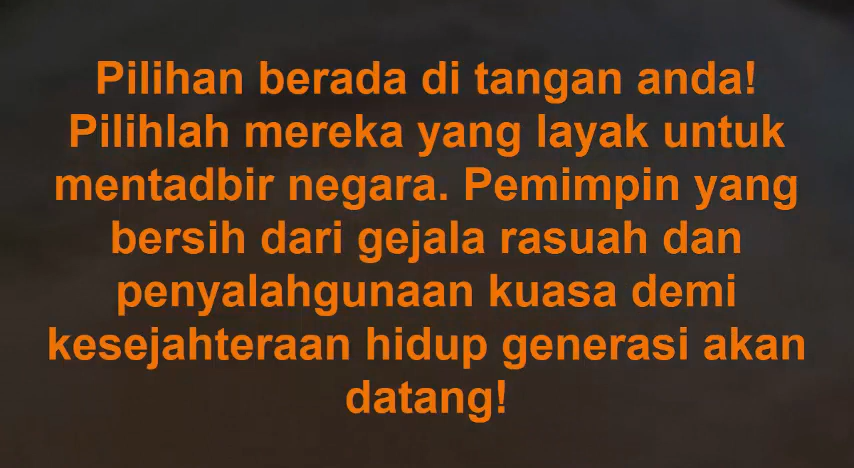 Pilihan berada di tangan anda!
Pilihlah mereka yang layak untuk
mentadbir negara. Pemimpin yang
bersih dari gejala rasuah dan
penyalahgunaan kuasa demi
kesejahteraan hidup generasi akan
datang!